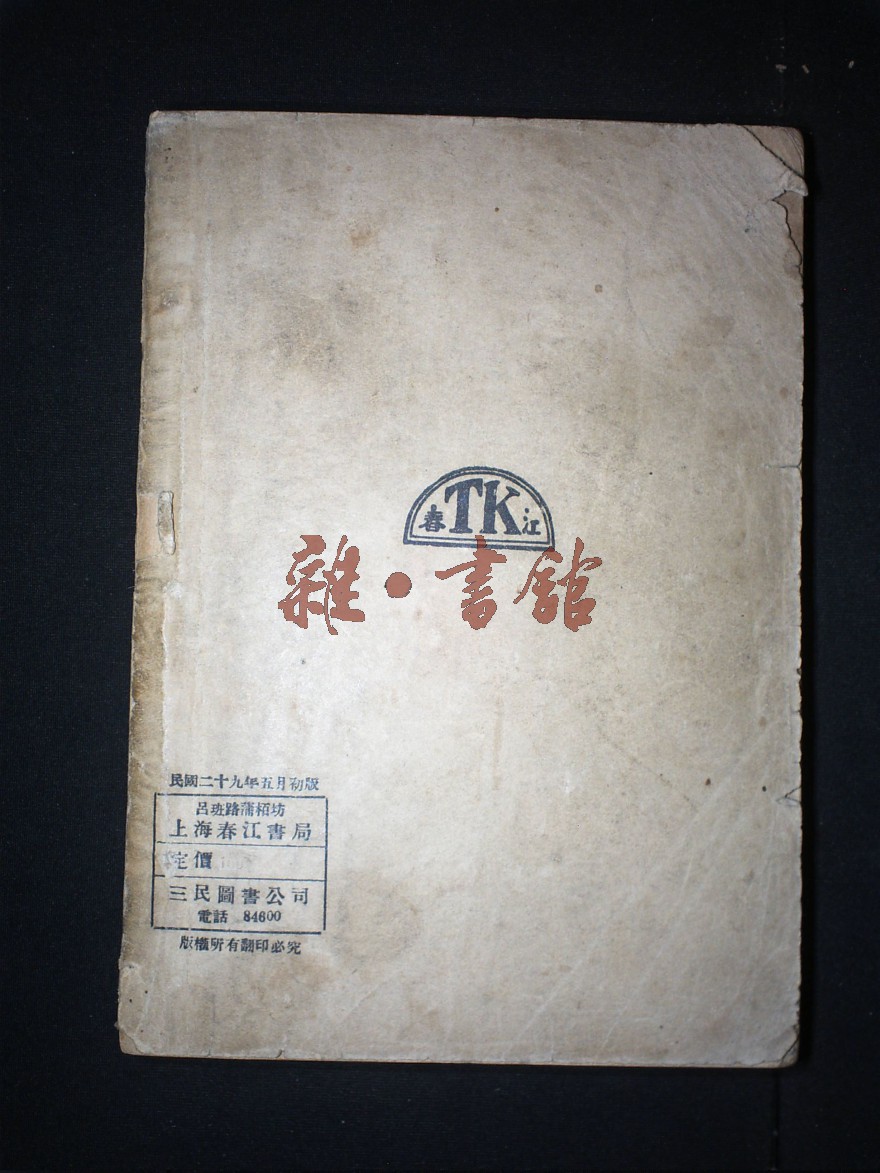 春TK江
雜·書館
民國二十九年五月初版
呂班路蒲栢坊
上海春江書局
定價
三民圖書公司
電話 84600
版權所有翻印必究